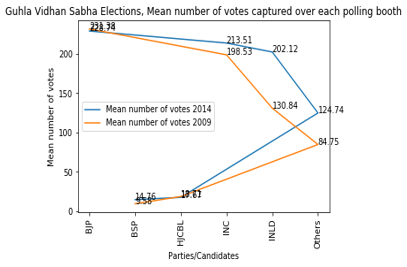 Guhla Vidhan Sabha Elections, Mean number of votes captured over each polling booth
213.51
202.12
198.53
200
Mean number of votes
150
130.84
124.74
Mean number of votes 2014
Mean number of votes 2009
100
84.75
50
14.76
0
BJP
BSP
HJCBL
INC
INLD
Others
Parties/Candidates